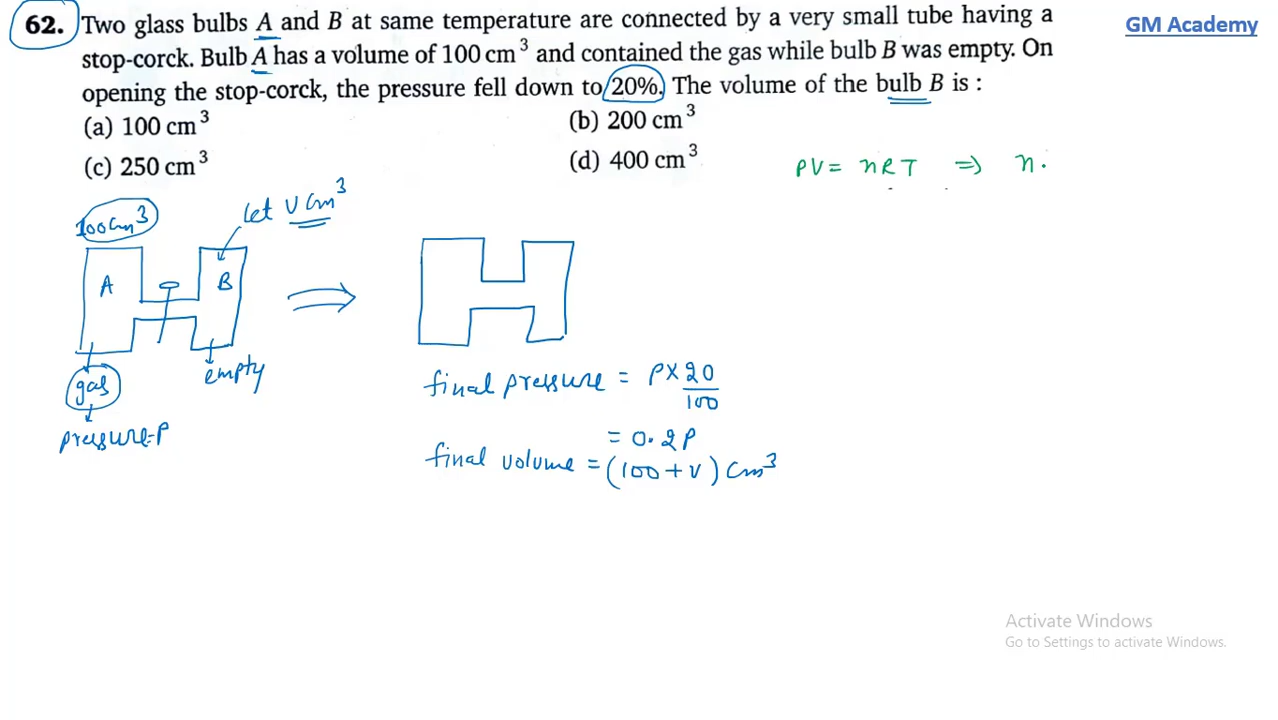 62. Two glass bulbs A and B at same temperature are connected by a very small tube having a
GM Academy
stop-corck. Bulb A has a volume of 100 cm³ and contained the gas while bulb B was empty. On
opening the stop-corck, the pressure fell down to 20%. The volume of the bulb B is :
(a) 100 cm³ (b) 200 cm³
(c) 250 cm³ (d) 400 cm³
PV = nRT ⇒ n.
100cm³
let V cm³
A
B
gas
empty
pressure=P
final pressure = P × 20/100
= 0.2P
final volume = (100 + V) cm³
Activate Windows
Go to Settings to activate Windows.